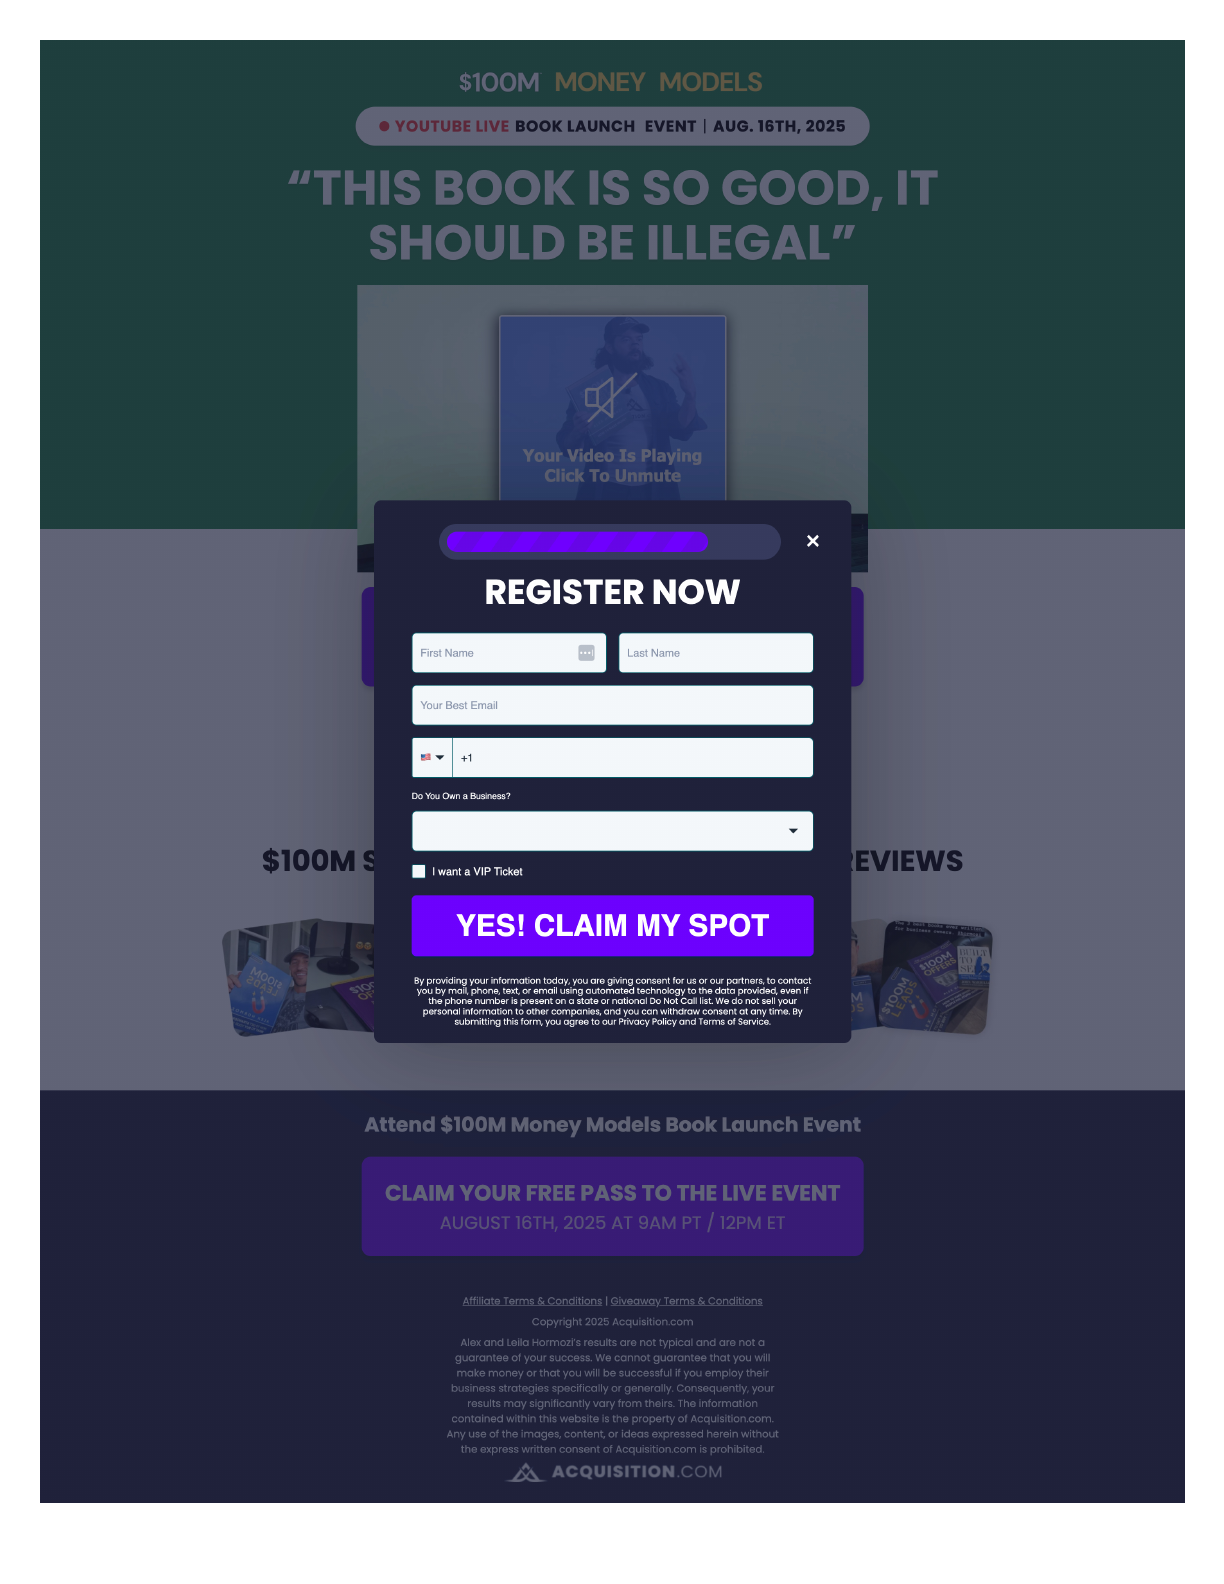 $100M MONEY MODELS
YOUTUBE LIVE BOOK LAUNCH EVENT | AUG. 16TH, 2025
“THIS BOOK IS SO GOOD, IT
SHOULD BE ILLEGAL”
Your Video Is Playing
Click To Unmute
×
REGISTER NOW
First Name
Last Name
Your Best Email
+1
Do You Own a Business?
I want a VIP Ticket
YES! CLAIM MY SPOT
By providing your information today, you are giving consent for us or our partners, to contact
you by mail, phone, text, or email using automated technology to the data provided, even if
the phone number is present on a state or national Do Not Call list. We do not sell your
personal information to other companies, and you can withdraw consent at any time. By
submitting this form, you agree to our Privacy Policy and Terms of Service.
$100M S
EVIEWS
$100M
OFFERS
$100M
LEADS
Attend $100M Money Models Book Launch Event
CLAIM YOUR FREE PASS TO THE LIVE EVENT
AUGUST 16TH, 2025 AT 9AM PT / 12PM ET
Affiliate Terms & Conditions | Giveaway Terms & Conditions
Copyright 2025 Acquisition.com
Alex and Leila Hormozi's results are not typical and are not a
guarantee of your success. We cannot guarantee that you will
make money or that you will be successful if you employ their
business strategies specifically or generally. Consequently, your
results may significantly vary from theirs. The information
contained within this website is the property of Acquisition.com.
Any use of the images, content, or ideas expressed herein without
the express written consent of Acquisition.com is prohibited.
ACQUISITION.COM